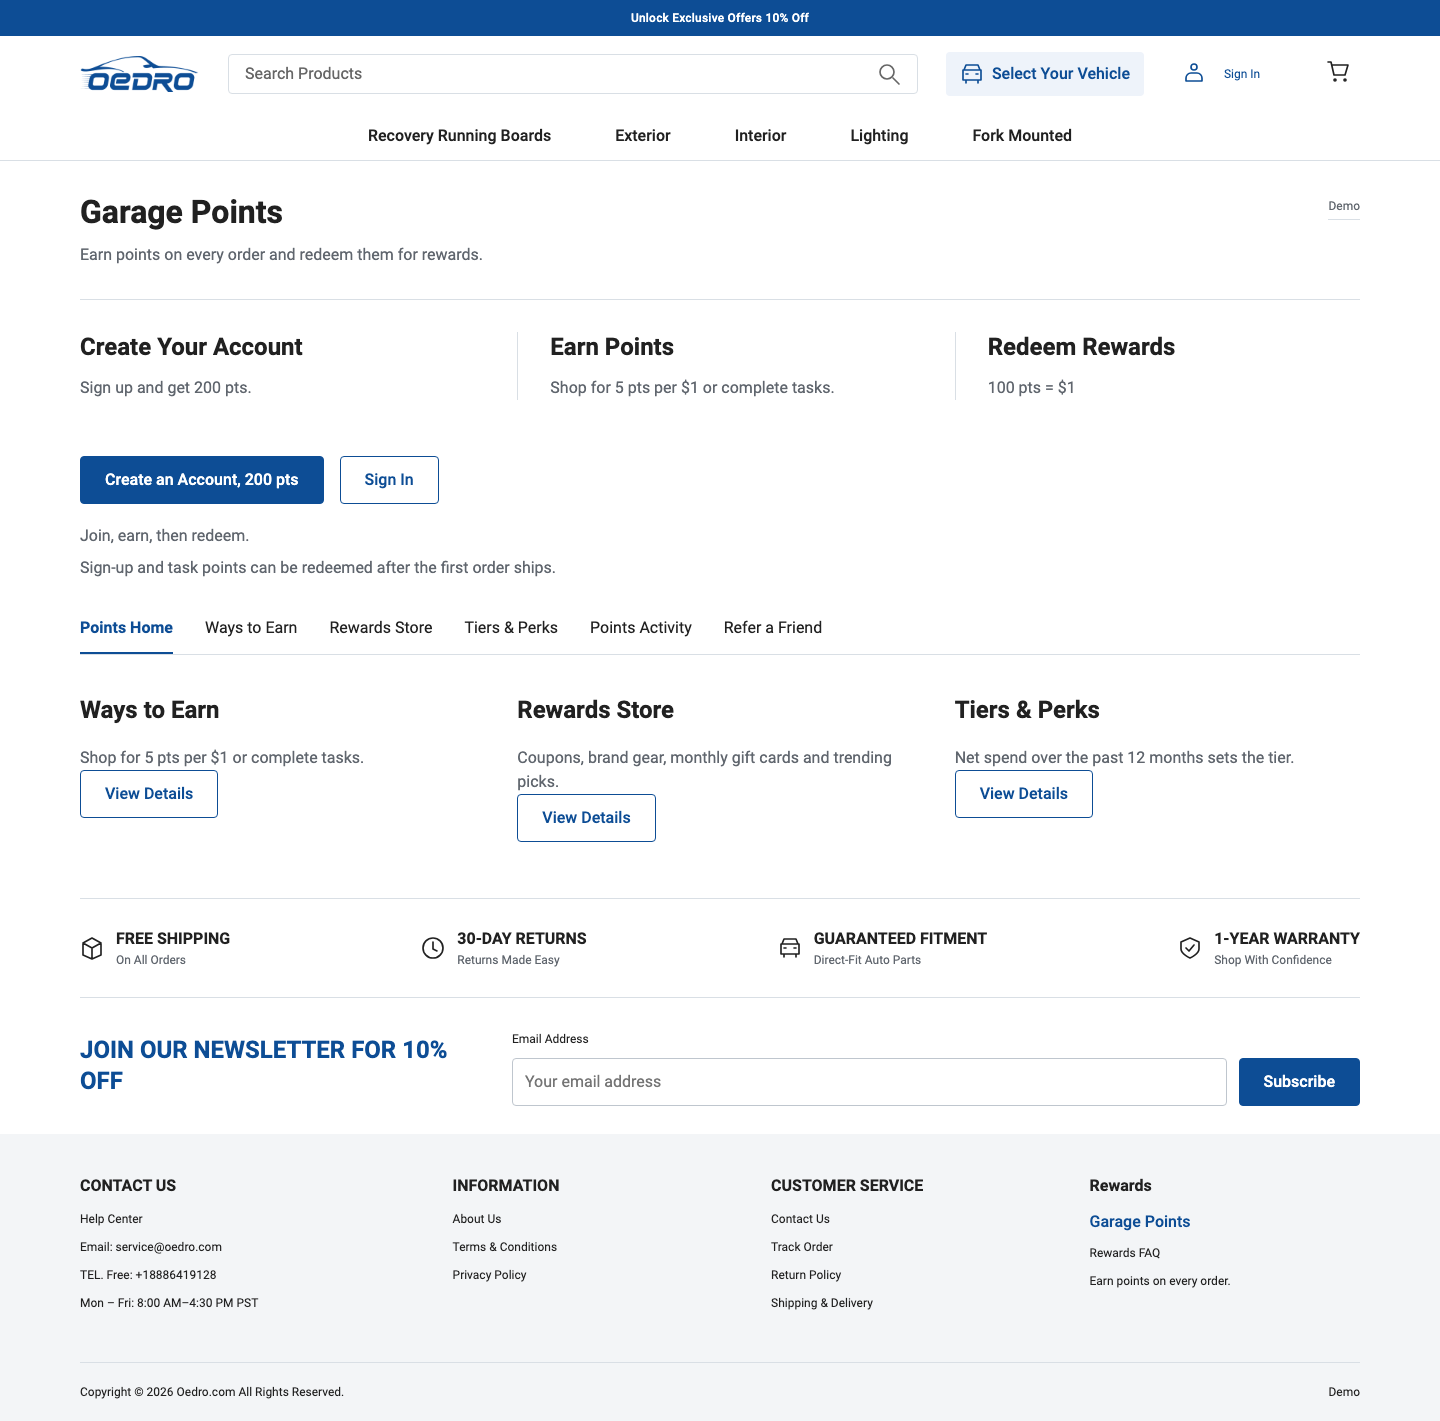 Unlock Exclusive Offers 10% Off
OEDRO
Search Products
Select Your Vehicle
Sign In
Recovery Running Boards
Exterior
Interior
Lighting
Fork Mounted
Garage Points
Demo
Earn points on every order and redeem them for rewards.
Create Your Account
Sign up and get 200 pts.
Earn Points
Shop for 5 pts per $1 or complete tasks.
Redeem Rewards
100 pts = $1
Create an Account, 200 pts
Sign In
Join, earn, then redeem.
Sign-up and task points can be redeemed after the first order ships.
Points Home
Ways to Earn
Rewards Store
Tiers & Perks
Points Activity
Refer a Friend
Ways to Earn
Shop for 5 pts per $1 or complete tasks.
View Details
Rewards Store
Coupons, brand gear, monthly gift cards and trending
picks.
View Details
Tiers & Perks
Net spend over the past 12 months sets the tier.
View Details
FREE SHIPPING
On All Orders
30-DAY RETURNS
Returns Made Easy
GUARANTEED FITMENT
Direct-Fit Auto Parts
1-YEAR WARRANTY
Shop With Confidence
JOIN OUR NEWSLETTER FOR 10%
OFF
Email Address
Your email address
Subscribe
CONTACT US
Help Center
Email: service@oedro.com
TEL. Free: +18886419128
Mon – Fri: 8:00 AM–4:30 PM PST
INFORMATION
About Us
Terms & Conditions
Privacy Policy
CUSTOMER SERVICE
Contact Us
Track Order
Return Policy
Shipping & Delivery
Rewards
Garage Points
Rewards FAQ
Earn points on every order.
Copyright © 2026 Oedro.com All Rights Reserved.
Demo